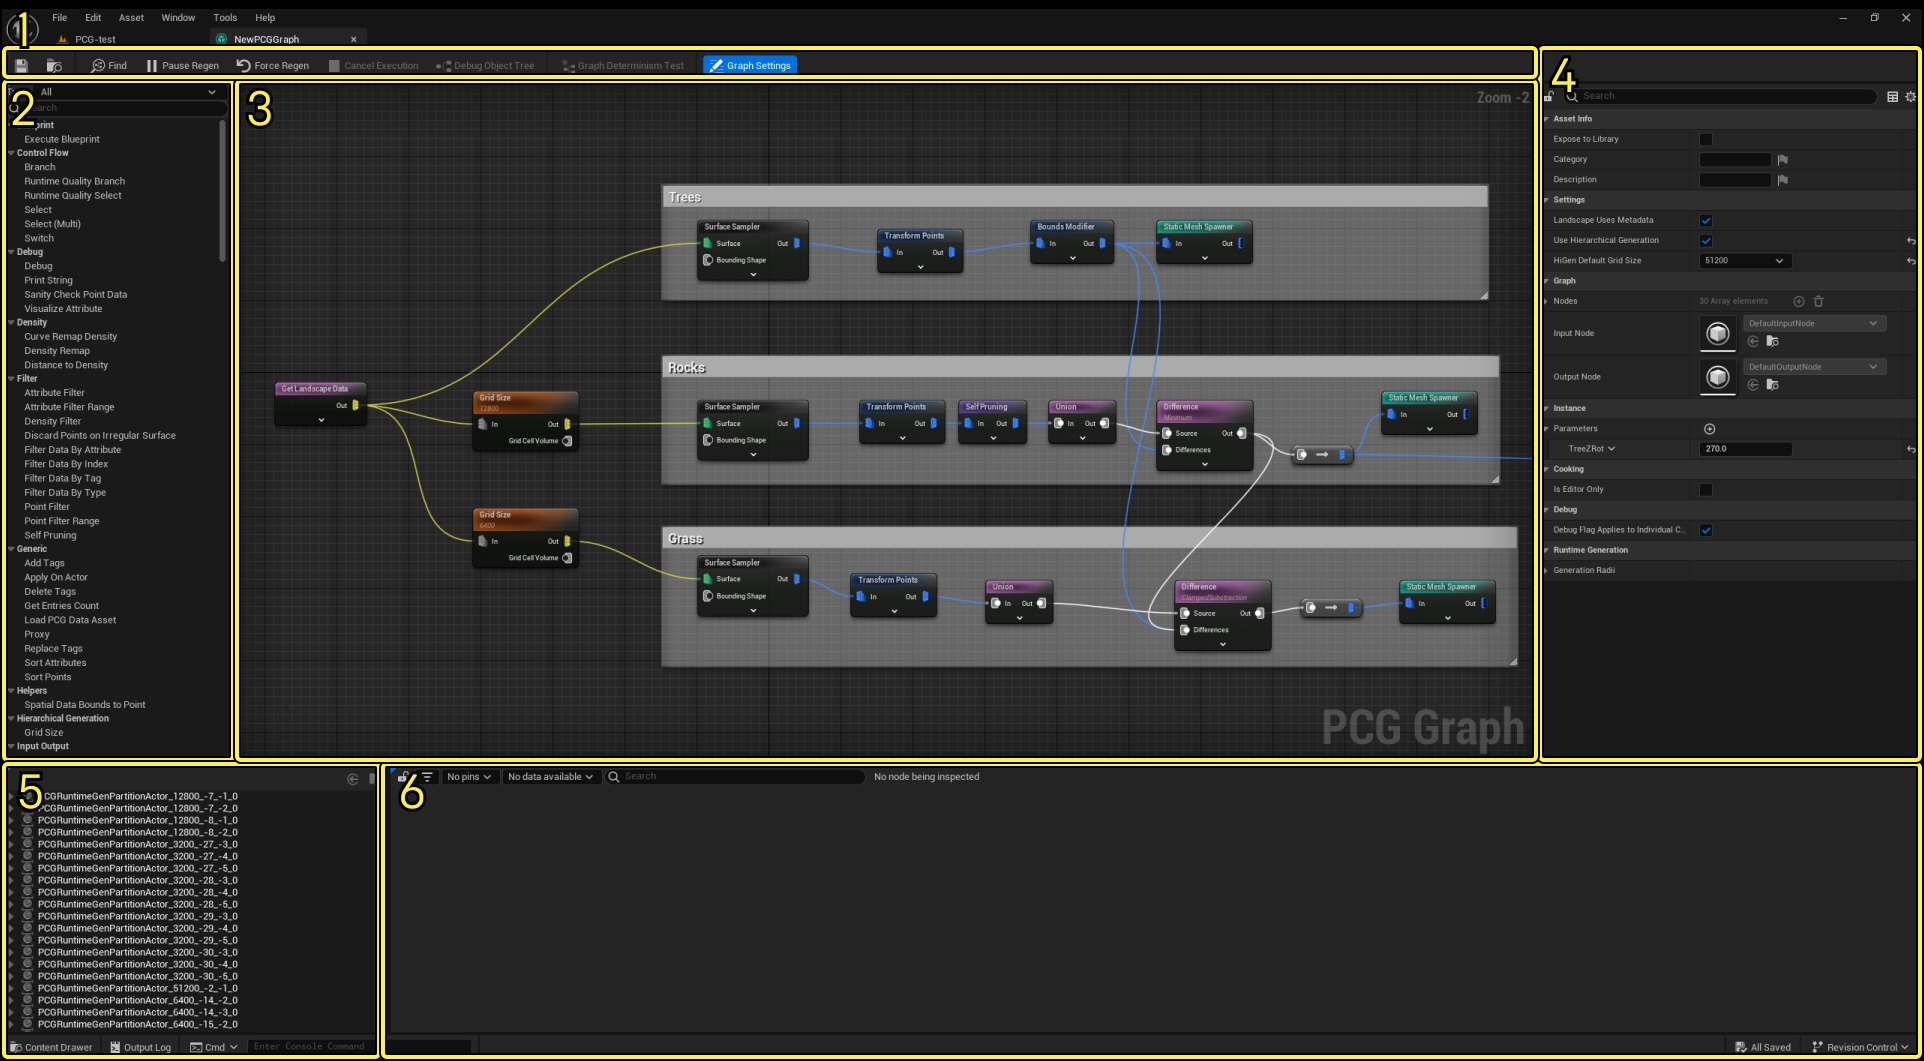 File Edit Asset Window Tools Help
PCG-test NewPCGGraph
1
Find Pause Regen Force Regen Cancel Execution Debug Object Tree Graph Determinism Test Graph Settings
2
All
Execute Blueprint
Control Flow
Branch
Runtime Quality Branch
Runtime Quality Select
Select
Select (Multi)
Switch
Debug
Debug
Print String
Sanity Check Point Data
Visualize Attribute
Density
Curve Remap Density
Density Remap
Distance to Density
Filter
Attribute Filter
Attribute Filter Range
Density Filter
Discard Points on Irregular Surface
Filter Data By Attribute
Filter Data By Index
Filter Data By Tag
Filter Data By Type
Point Filter
Point Filter Range
Self Pruning
Generic
Add Tags
Apply On Actor
Delete Tags
Get Entries Count
Load PCG Data Asset
Proxy
Replace Tags
Sort Attributes
Sort Points
Helpers
Spatial Data Bounds to Point
Hierarchical Generation
Grid Size
Input Output
3
Zoom -2
Trees
Surface Sampler
Surface Out
Bounding Shape
Transform Points
In Out
Bounds Modifier
In Out
Static Mesh Spawner
In Out
Get Landscape Data
Out
Grid Size
12800
In Out
Grid Cell Volume
Grid Size
6400
In Out
Grid Cell Volume
Rocks
Surface Sampler
Surface Out
Bounding Shape
Transform Points
In Out
Self Pruning
In Out
Union
In Out
Difference
Minimum
Source Out
Differences
Static Mesh Spawner
In Out
Grass
Surface Sampler
Surface Out
Bounding Shape
Transform Points
In Out
Union
In Out
Difference
ClampedSubstraction
Source Out
Differences
Static Mesh Spawner
In Out
PCG Graph
4
Search
Asset Info
Expose to Library
Category
Description
Settings
Landscape Uses Metadata
Use Hierarchical Generation
HiGen Default Grid Size 51200
Graph
Nodes 30 Array elements
Input Node DefaultInputNode
Output Node DefaultOutputNode
Instance
Parameters
TreeZRot 270.0
Cooking
Is Editor Only
Debug
Debug Flag Applies to Individual C...
Runtime Generation
Generation Radii
5
PCGRuntimeGenPartitionActor_12800_-7_-1_0
PCGRuntimeGenPartitionActor_12800_-7_-2_0
PCGRuntimeGenPartitionActor_12800_-8_-1_0
PCGRuntimeGenPartitionActor_12800_-8_-2_0
PCGRuntimeGenPartitionActor_3200_-27_-3_0
PCGRuntimeGenPartitionActor_3200_-27_-4_0
PCGRuntimeGenPartitionActor_3200_-27_-5_0
PCGRuntimeGenPartitionActor_3200_-28_-3_0
PCGRuntimeGenPartitionActor_3200_-28_-4_0
PCGRuntimeGenPartitionActor_3200_-28_-5_0
PCGRuntimeGenPartitionActor_3200_-29_-3_0
PCGRuntimeGenPartitionActor_3200_-29_-4_0
PCGRuntimeGenPartitionActor_3200_-29_-5_0
PCGRuntimeGenPartitionActor_3200_-30_-3_0
PCGRuntimeGenPartitionActor_3200_-30_-4_0
PCGRuntimeGenPartitionActor_3200_-30_-5_0
PCGRuntimeGenPartitionActor_51200_-2_-1_0
PCGRuntimeGenPartitionActor_6400_-14_-2_0
PCGRuntimeGenPartitionActor_6400_-14_-3_0
PCGRuntimeGenPartitionActor_6400_-15_-2_0
6
No pins No data available Search No node being inspected
Content Drawer Output Log Cmd Enter Console Command All Saved Revision Control